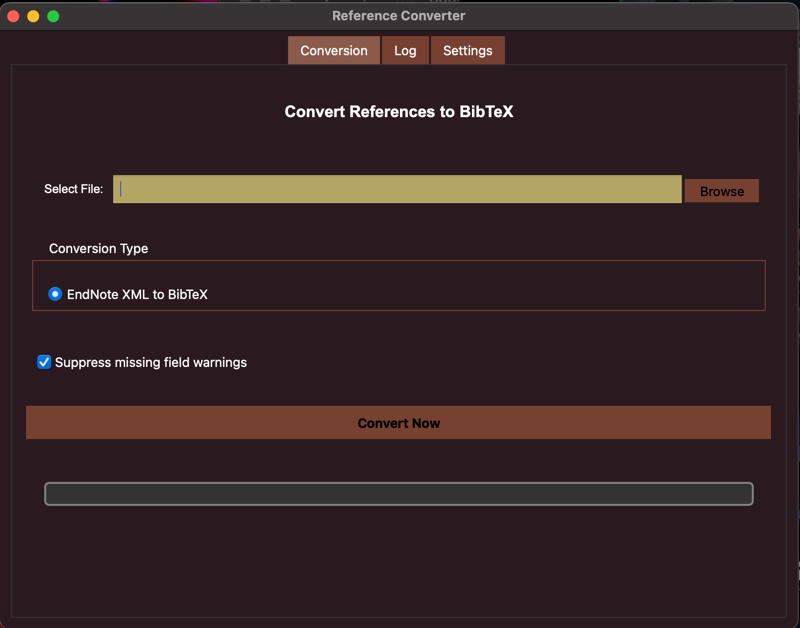 Reference Converter
Conversion
Log
Settings
Convert References to BibTeX
Select File:
Browse
Conversion Type
EndNote XML to BibTeX
Suppress missing field warnings
Convert Now